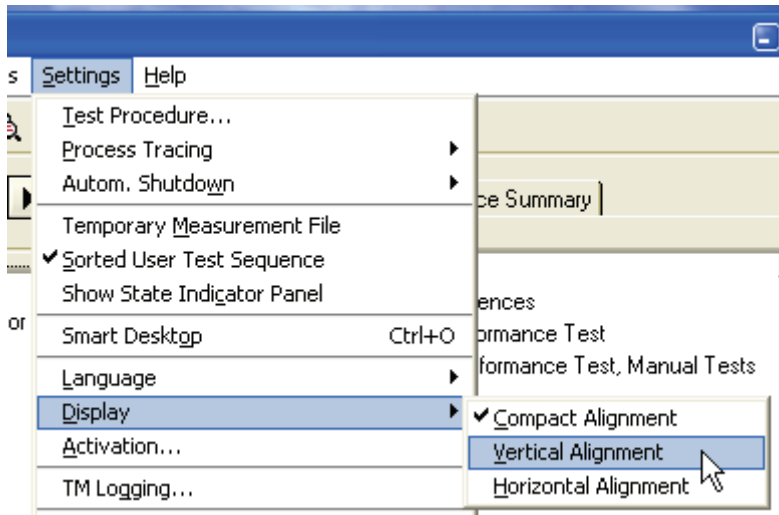 s Settings Help
Test Procedure...
Process Tracing
Autom. Shutdown
ce Summary
Temporary Measurement File
Sorted User Test Sequence
Show State Indicator Panel
ences
or
Smart Desktop Ctrl+O
ormance Test
formance Test, Manual Tests
Language
Display
Compact Alignment
Activation...
Vertical Alignment
TM Logging...
Horizontal Alignment